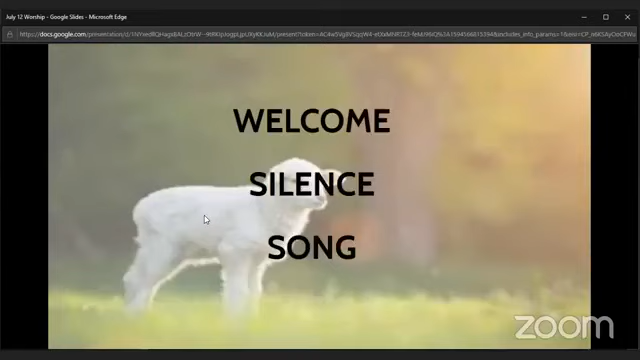 July 12 Worship - Google Slides - Microsoft Edge
WELCOME
SILENCE
SONG
zoom